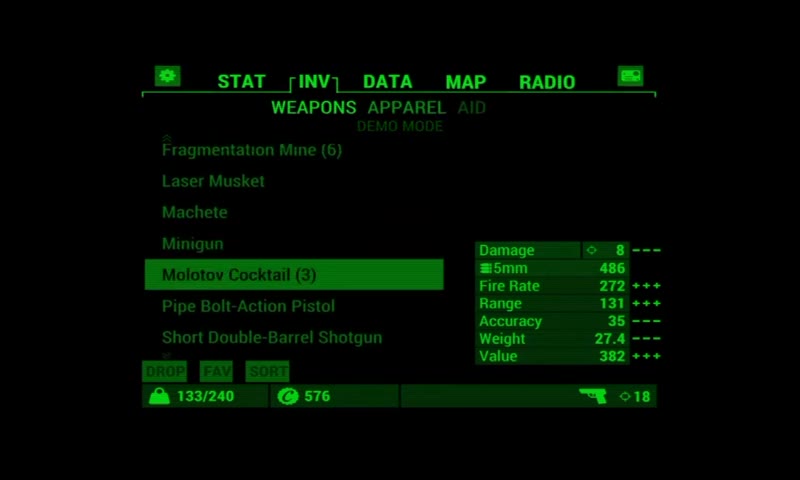 STAT INV DATA MAP RADIO
WEAPONS APPAREL AID
DEMO MODE
Fragmentation Mine (6)
Laser Musket
Machete
Minigun
Molotov Cocktail (3)
Pipe Bolt-Action Pistol
Short Double-Barrel Shotgun
Damage 8 ---
5mm 486
Fire Rate 272 +++
Range 131 +++
Accuracy 35 ---
Weight 27.4 ---
Value 382 +++
DROP FAV SORT
133/240 576 18